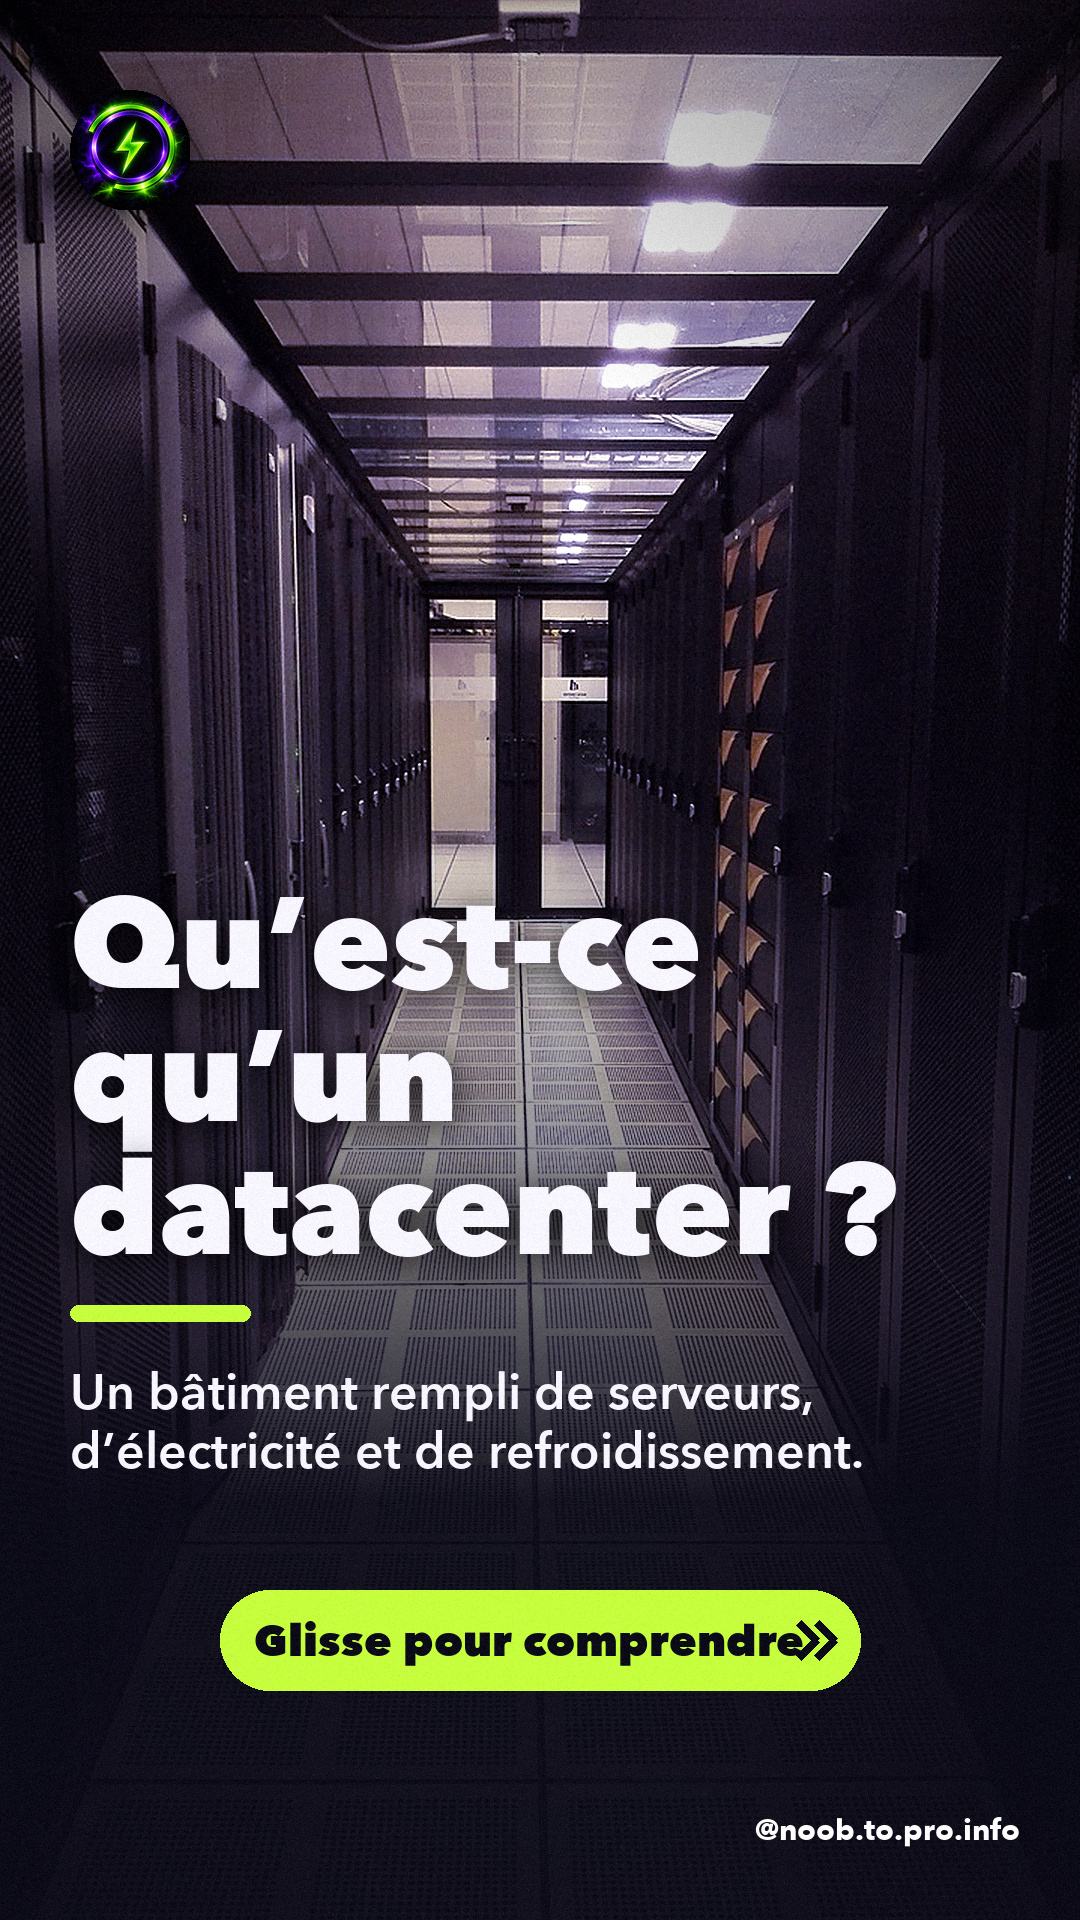 Qu’est-ce
qu’un
datacenter ?
Un bâtiment rempli de serveurs,
d’électricité et de refroidissement.
Glisse pour comprendre
@noob.to.pro.info